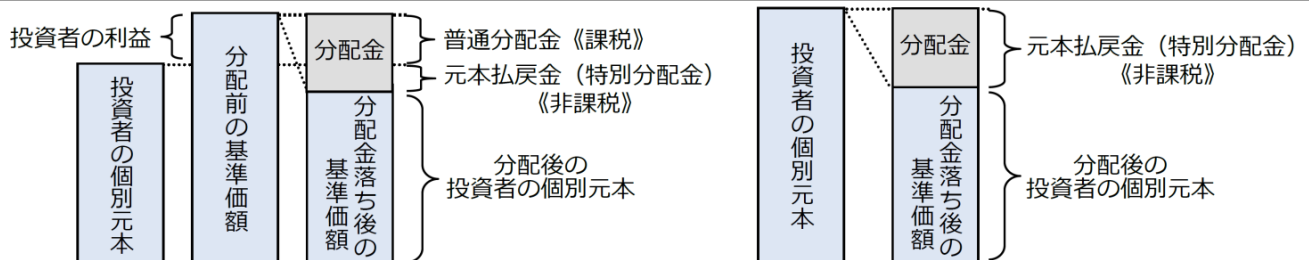 投資者の利益
投資者の個別元本
分配前の基準価額
分配金
分配金落ち後の
基準価額
普通分配金《課税》
元本払戻金（特別分配金）
《非課税》
分配後の
投資者の個別元本
投資者の個別元本
分配金
分配金落ち後の
基準価額
元本払戻金（特別分配金）
《非課税》
分配後の
投資者の個別元本